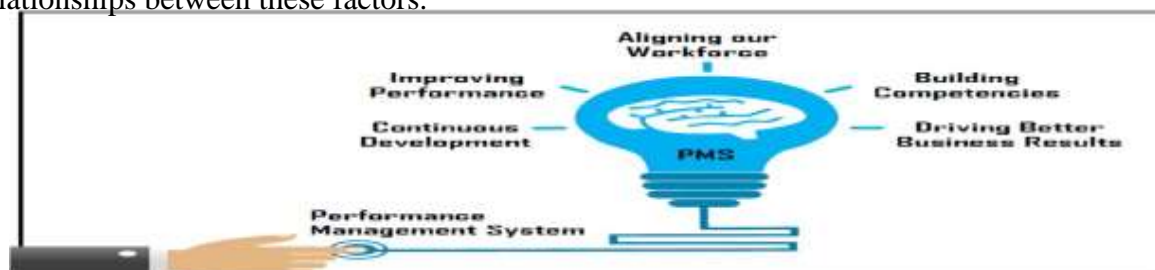 between these factors.
Aligning our
Workforce
Improving
Performance
Building
Competencies
Continuous
Development
Driving Better
Business Results
PMS
Performance
Management System